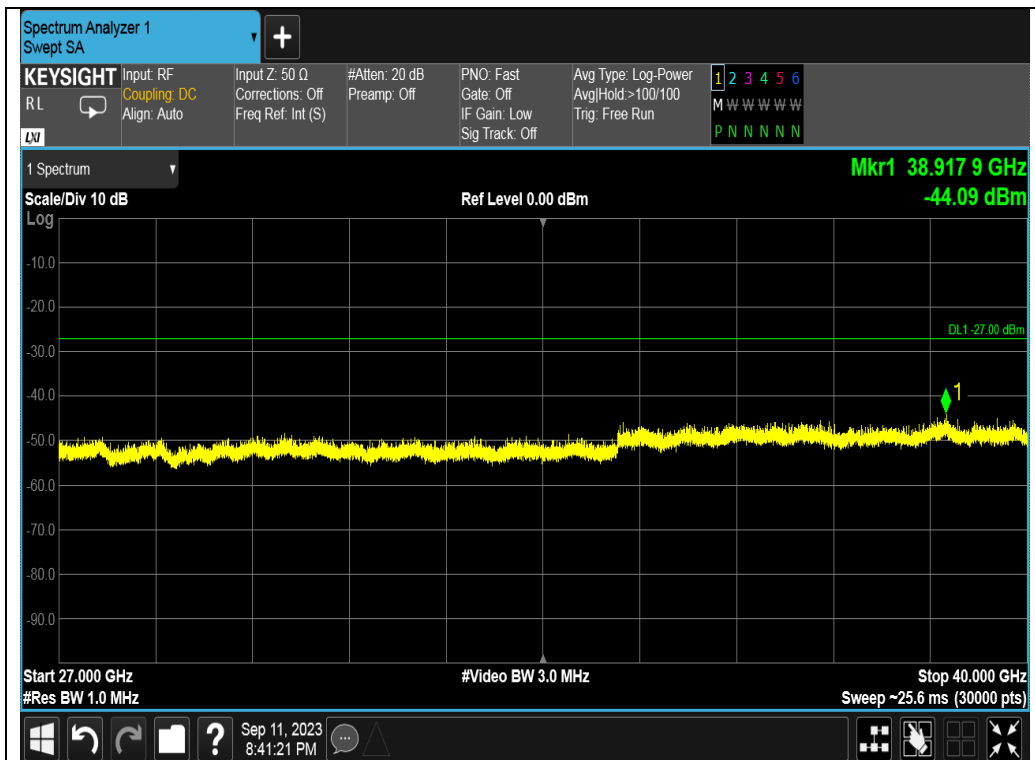 Spectrum Analyzer 1
Swept SA
+
KEYSIGHT
RL
LXI
Input: RF
Coupling: DC
Align: Auto
Input Z: 50 Ω
Corrections: Off
Freq Ref: Int (S)
#Atten: 20 dB
Preamp: Off
PNO: Fast
Gate: Off
IF Gain: Low
Sig Track: Off
Avg Type: Log-Power
Avg|Hold:>100/100
Trig: Free Run
1 2 3 4 5 6
M W W W W W
P N N N N N
1 Spectrum
Mkr1 38.917 9 GHz
-44.09 dBm
Scale/Div 10 dB
Ref Level 0.00 dBm
Log
-10.0
-20.0
DL1 -27.00 dBm
-30.0
-40.0
1
-50.0
-60.0
-70.0
-80.0
-90.0
Start 27.000 GHz
#Video BW 3.0 MHz
Stop 40.000 GHz
#Res BW 1.0 MHz
Sweep ~25.6 ms (30000 pts)
?
Sep 11, 2023
8:41:21 PM